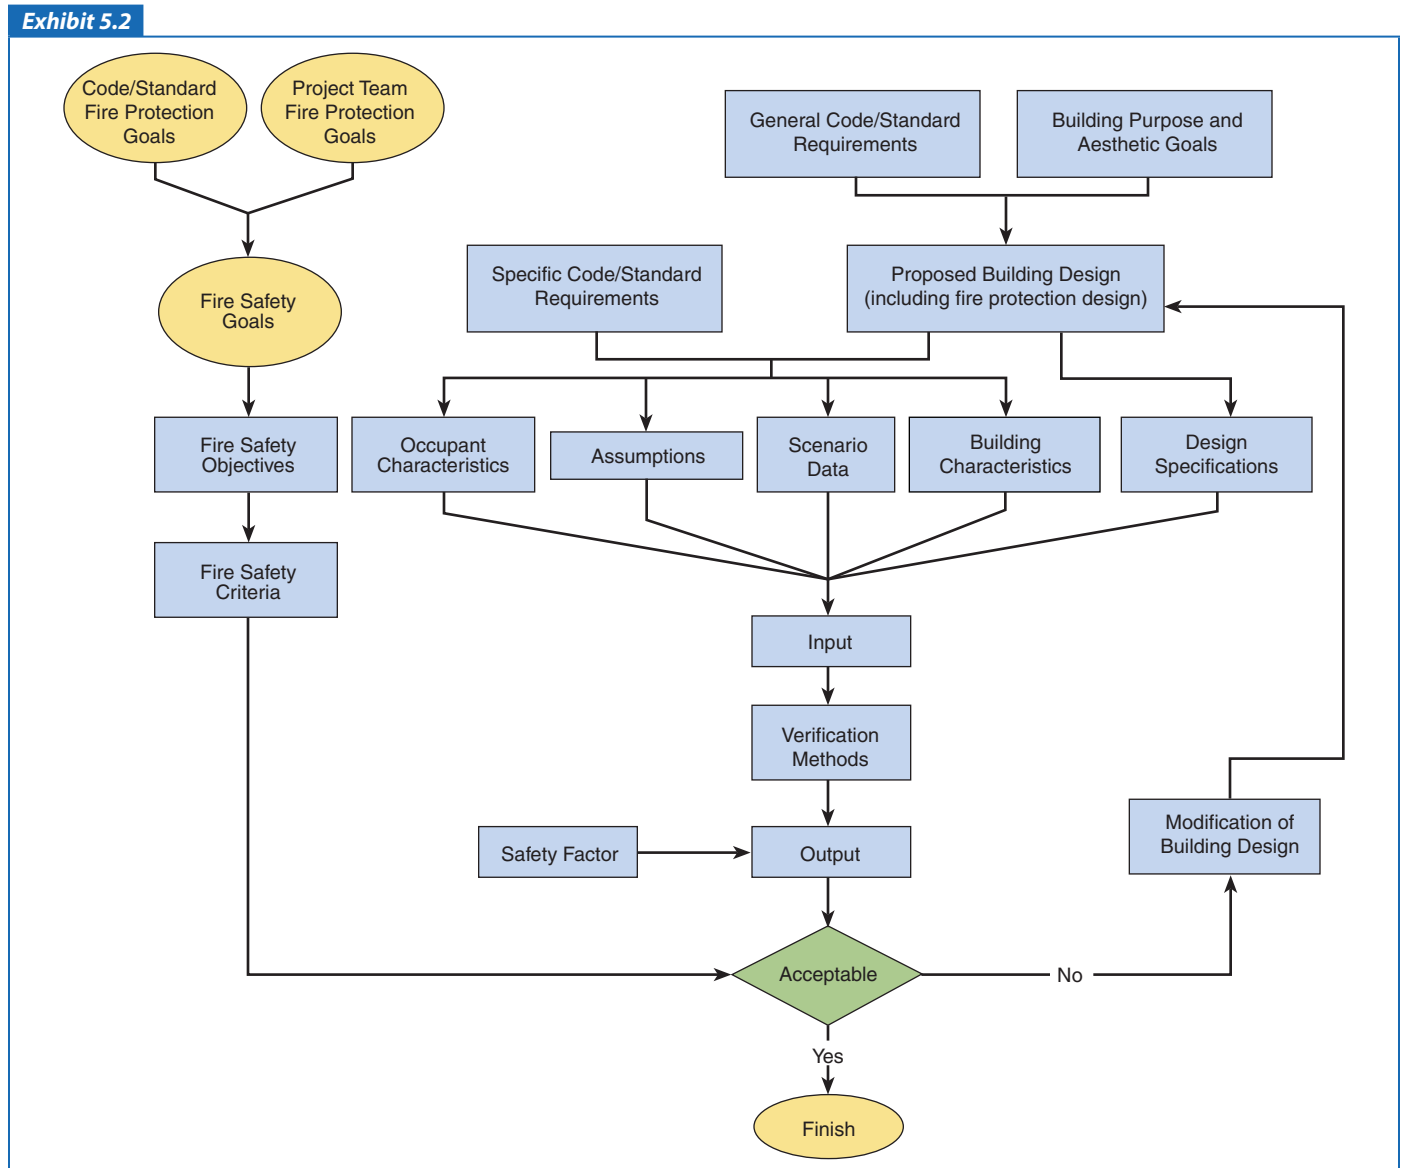 Exhibit 5.2
Code/Standard
Fire Protection
Goals
Project Team
Fire Protection
Goals
General Code/Standard
Requirements
Building Purpose and
Aesthetic Goals
Fire Safety
Goals
Specific Code/Standard
Requirements
Proposed Building Design
(including fire protection design)
Fire Safety
Objectives
Occupant
Characteristics
Assumptions
Scenario
Data
Building
Characteristics
Design
Specifications
Fire Safety
Criteria
Input
Verification
Methods
Safety Factor
Output
Modification of
Building Design
Acceptable
No
Yes
Finish